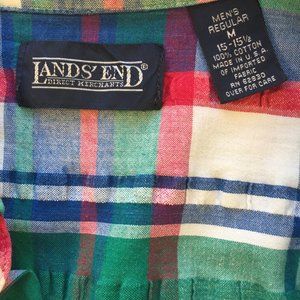 LANDS' END®
DIRECT MERCHANTS
MEN'S
REGULAR
M
15-15½
100% COTTON
MADE IN U.S.A.
OF IMPORTED
FABRIC
RN 62830
OVER FOR CARE